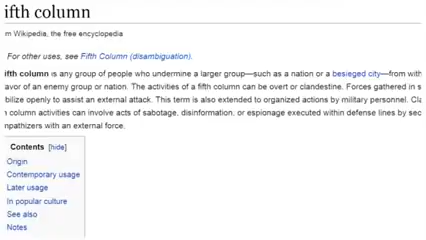 ifth column
m Wikipedia, the free encyclopedia
For other uses, see Fifth Column (disambiguation).
ifth column is any group of people who undermine a larger group—such as a nation or a besieged city—from with
avor of an enemy group or nation. The activities of a fifth column can be overt or clandestine. Forces gathered in s
bilize openly to assist an external attack. This term is also extended to organized actions by military personnel. Cla
n column activities can involve acts of sabotage, disinformation, or espionage executed within defense lines by sec
npathizers with an external force.
Contents [hide]
Origin
Contemporary usage
Later usage
In popular culture
See also
Notes